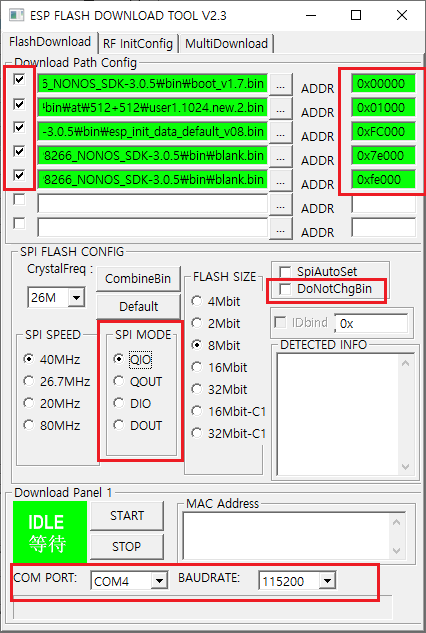 ESP FLASH DOWNLOAD TOOL V2.3
FlashDownload RF InitConfig MultiDownload
Download Path Config
6_NONOS_SDK-3.0.5₩bin₩boot_v1.7.bin ... ADDR 0x00000
₩bin₩at₩512+512₩user1.1024.new.2.bin ... ADDR 0x01000
-3.0.5₩bin₩esp_init_data_default_v08.bin ... ADDR 0xFC000
8266_NONOS_SDK-3.0.5₩bin₩blank.bin ... ADDR 0x7e000
8266_NONOS_SDK-3.0.5₩bin₩blank.bin ... ADDR 0xfe000
... ADDR
... ADDR
SPI FLASH CONFIG
CrystalFreq :
26M
CombineBin
Default
SPI SPEED
40MHz
26.7MHz
20MHz
80MHz
SPI MODE
QIO
QOUT
DIO
DOUT
FLASH SIZE
4Mbit
2Mbit
8Mbit
16Mbit
32Mbit
16Mbit-C1
32Mbit-C1
SpiAutoSet
DoNotChgBin
IDbind 0x
DETECTED INFO
Download Panel 1
IDLE
等待
START
STOP
MAC Address
COM PORT: COM4 BAUDRATE: 115200